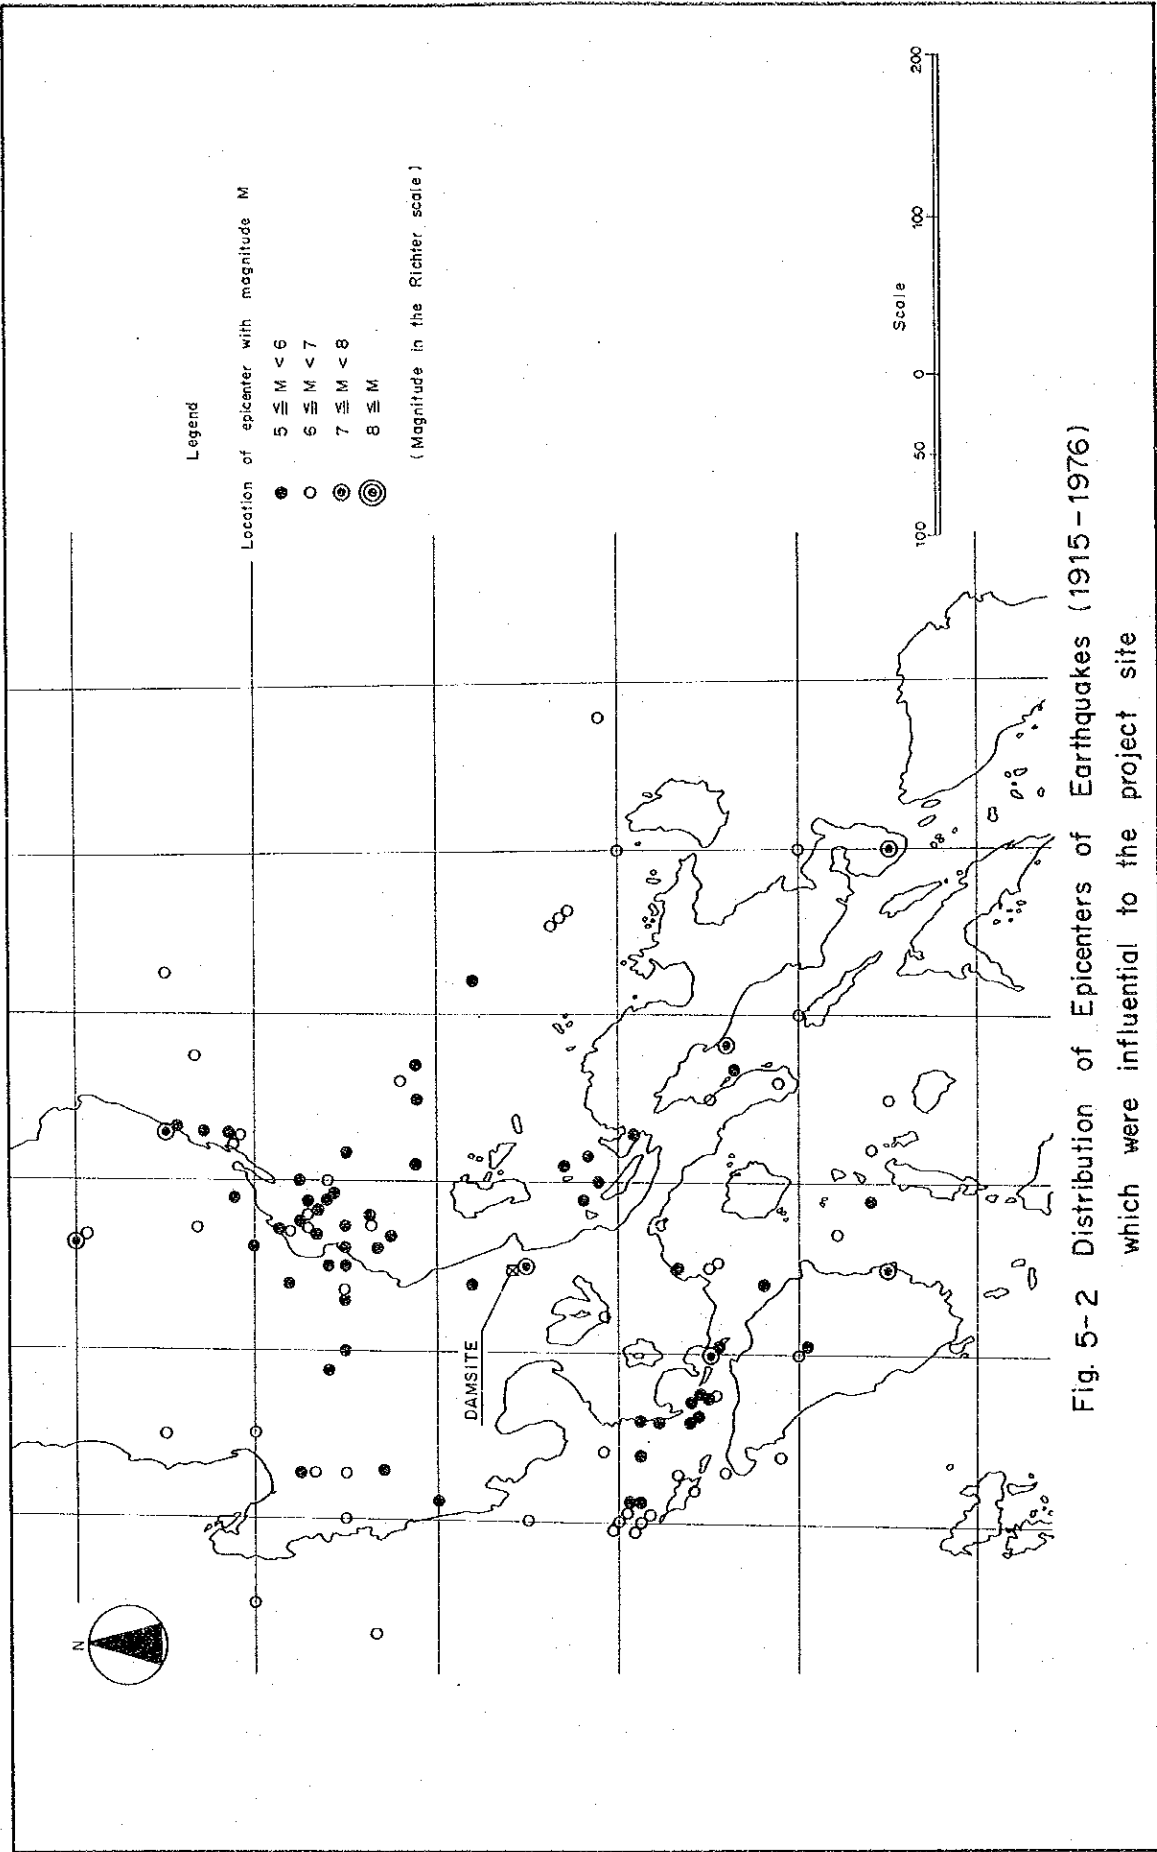 N
DAMSITE
Legend
Location of epicenter with magnitude M
5 ≦ M < 6
6 ≦ M < 7
7 ≦ M < 8
8 ≦ M
(Magnitude in the Richter scale)
Scale
100 50 0 100 200
Fig. 5-2 Distribution of Epicenters of Earthquakes (1915-1976)
which were influential to the project site